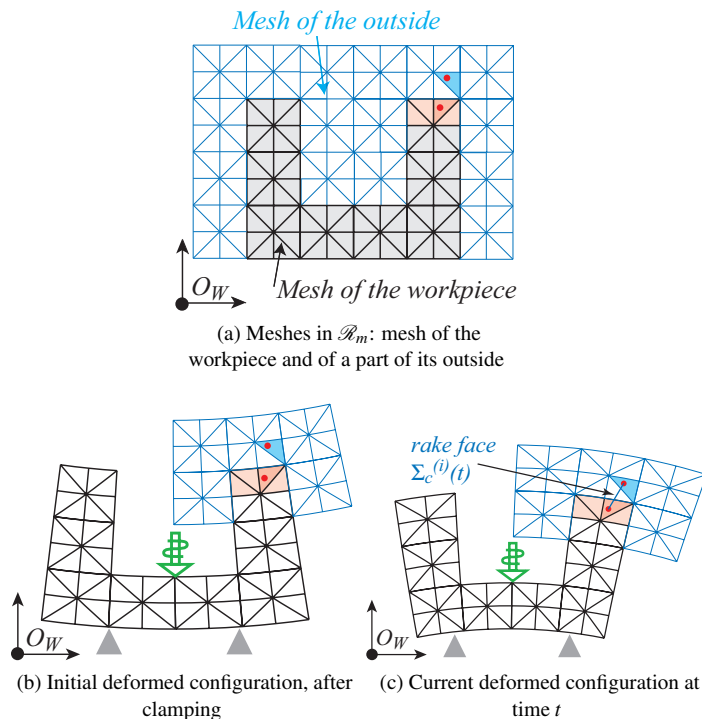 Mesh of the outside
O_W
Mesh of the workpiece
(a) Meshes in ℛ_m: mesh of the
workpiece and of a part of its outside
rake face
Σ_c^(i)(t)
O_W
O_W
(b) Initial deformed configuration, after
clamping
(c) Current deformed configuration at
time t